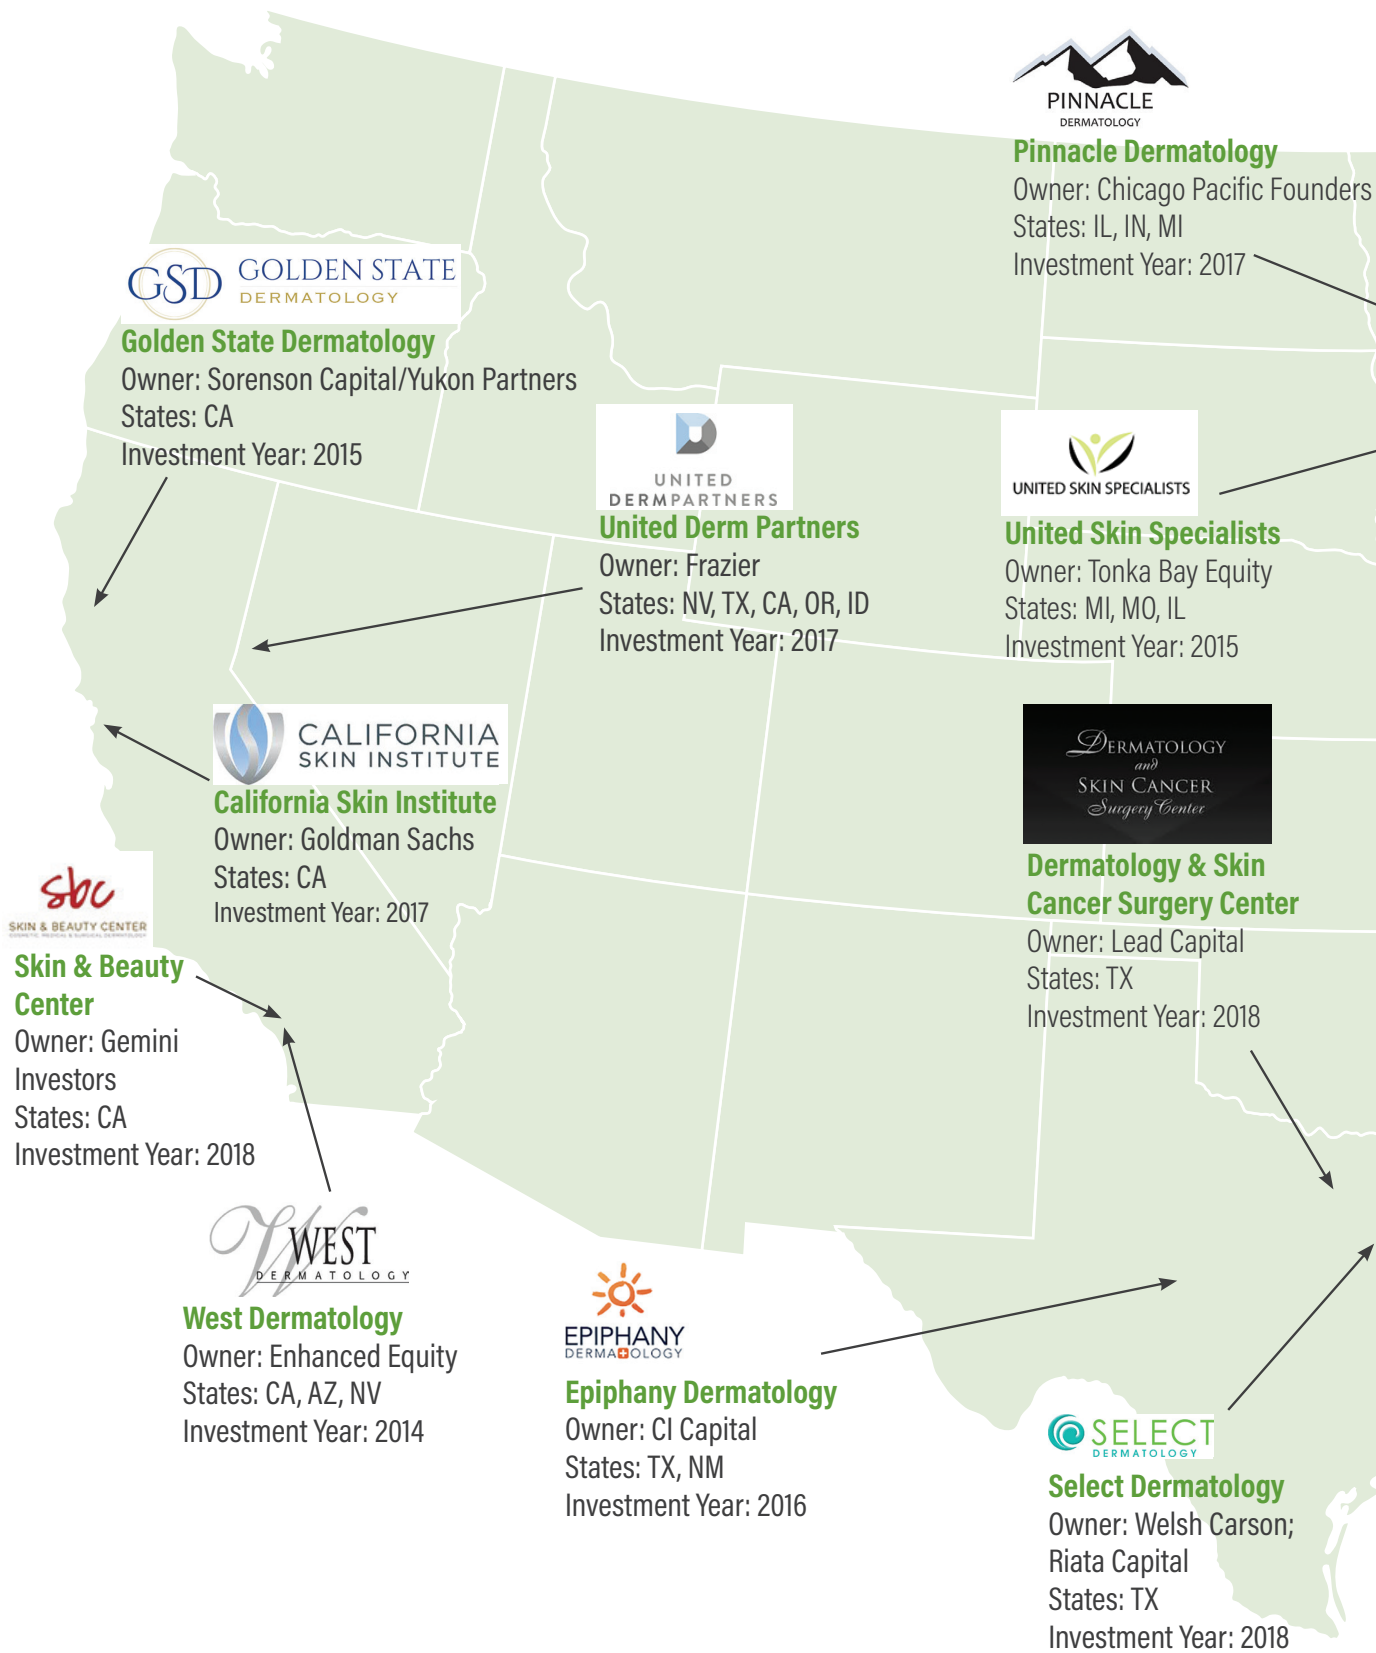 PINNACLE
DERMATOLOGY
Pinnacle Dermatology
Owner: Chicago Pacific Founders
States: IL, IN, MI
Investment Year: 2017
GSD GOLDEN STATE
DERMATOLOGY
Golden State Dermatology
Owner: Sorenson Capital/Yukon Partners
States: CA
Investment Year: 2015
UNITED
DERMPARTNERS
United Derm Partners
Owner: Frazier
States: NV, TX, CA, OR, ID
Investment Year: 2017
UNITED SKIN SPECIALISTS
United Skin Specialists
Owner: Tonka Bay Equity
States: MI, MO, IL
Investment Year: 2015
CALIFORNIA
SKIN INSTITUTE
California Skin Institute
Owner: Goldman Sachs
States: CA
Investment Year: 2017
DERMATOLOGY
and
SKIN CANCER
Surgery Center
Dermatology & Skin
Cancer Surgery Center
Owner: Lead Capital
States: TX
Investment Year: 2018
sbc
SKIN & BEAUTY CENTER
COSMETIC, MEDICAL & SURGICAL DERMATOLOGY
Skin & Beauty
Center
Owner: Gemini
Investors
States: CA
Investment Year: 2018
W WEST
DERMATOLOGY
West Dermatology
Owner: Enhanced Equity
States: CA, AZ, NV
Investment Year: 2014
EPIPHANY
DERMATOLOGY
Epiphany Dermatology
Owner: CI Capital
States: TX, NM
Investment Year: 2016
SELECT
DERMATOLOGY
Select Dermatology
Owner: Welsh Carson;
Riata Capital
States: TX
Investment Year: 2018